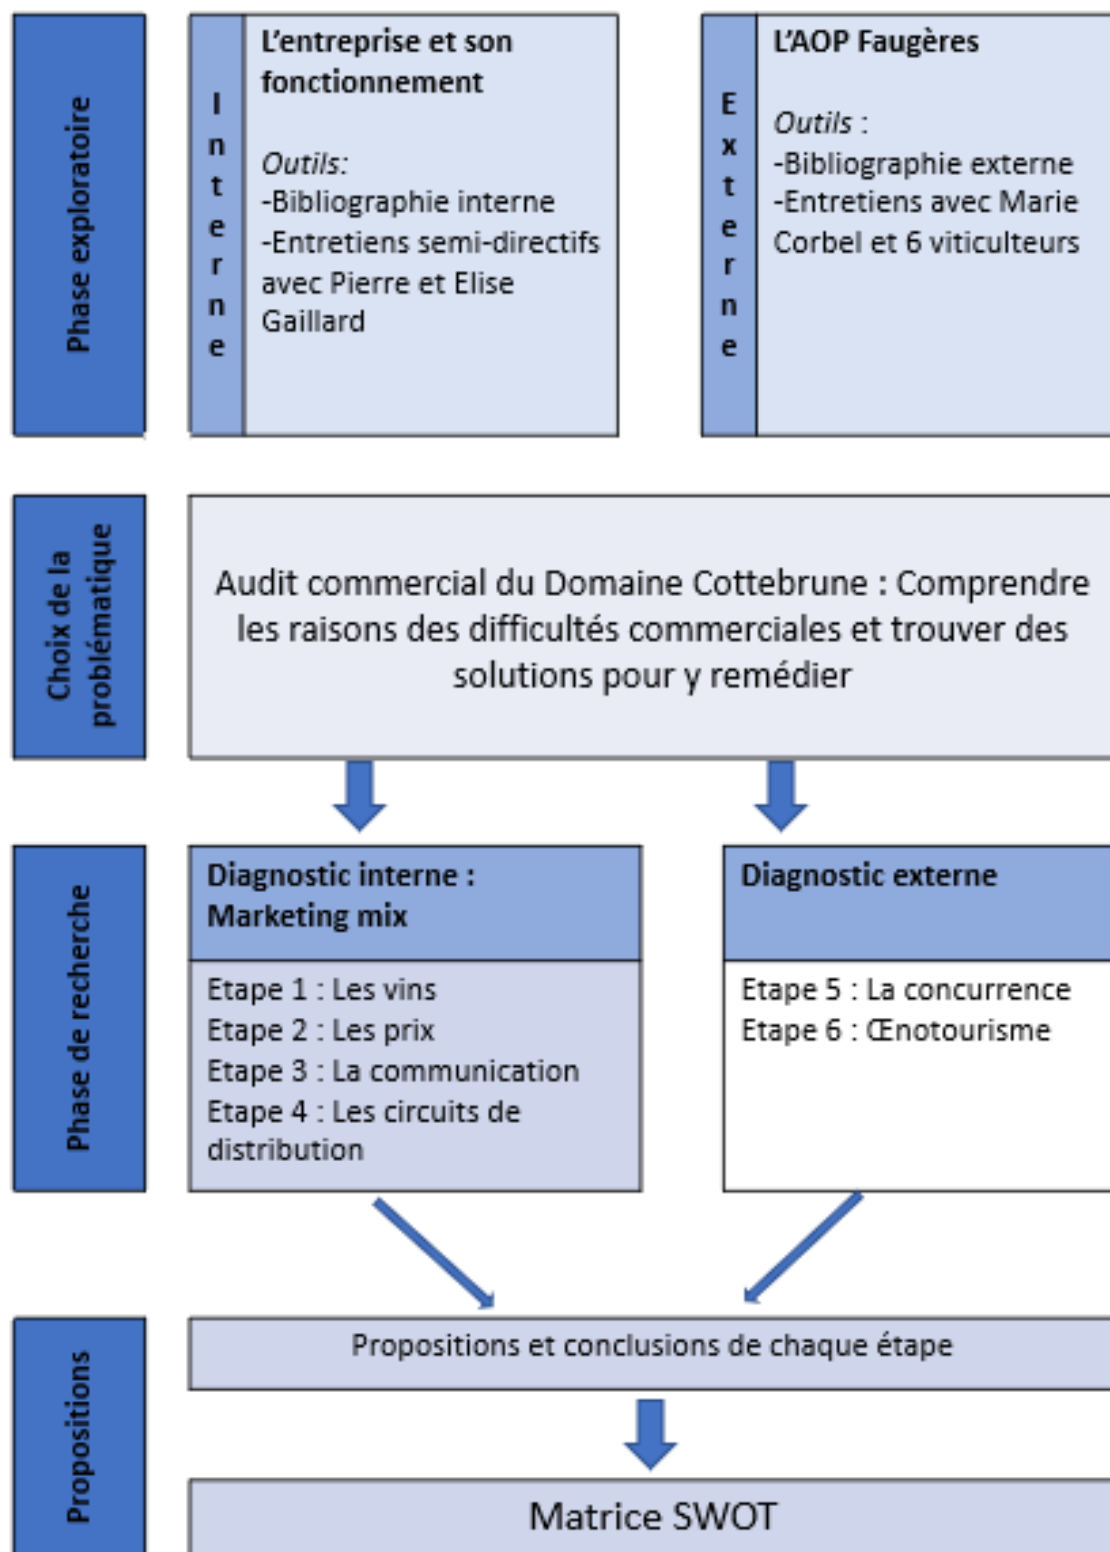 Phase exploratoire
Interne
L'entreprise et son
fonctionnement
Outils:
-Bibliographie interne
-Entretiens semi-directifs
avec Pierre et Elise
Gaillard
Externe
L'AOP Faugères
Outils :
-Bibliographie externe
-Entretiens avec Marie
Corbel et 6 viticulteurs
Choix de la
problématique
Audit commercial du Domaine Cottebrune : Comprendre
les raisons des difficultés commerciales et trouver des
solutions pour y remédier
Phase de recherche
Diagnostic interne :
Marketing mix
Etape 1 : Les vins
Etape 2 : Les prix
Etape 3 : La communication
Etape 4 : Les circuits de
distribution
Diagnostic externe
Etape 5 : La concurrence
Etape 6 : Œnotourisme
Propositions
Propositions et conclusions de chaque étape
Matrice SWOT